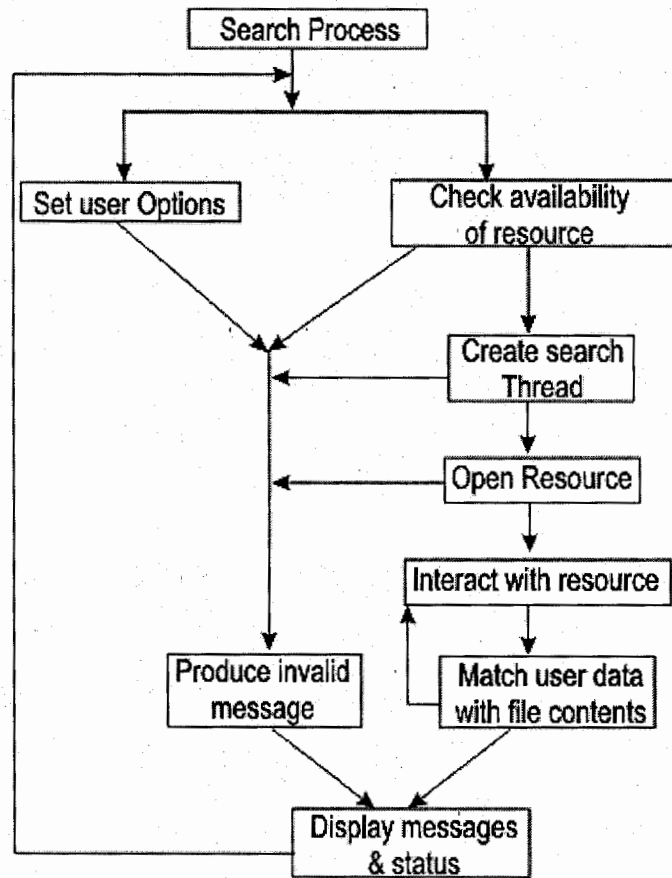 Search Process
Set user Options
Check availability
of resource
Create search
Thread
Open Resource
Interact with resource
Produce invalid
message
Match user data
with file contents
Display messages
& status